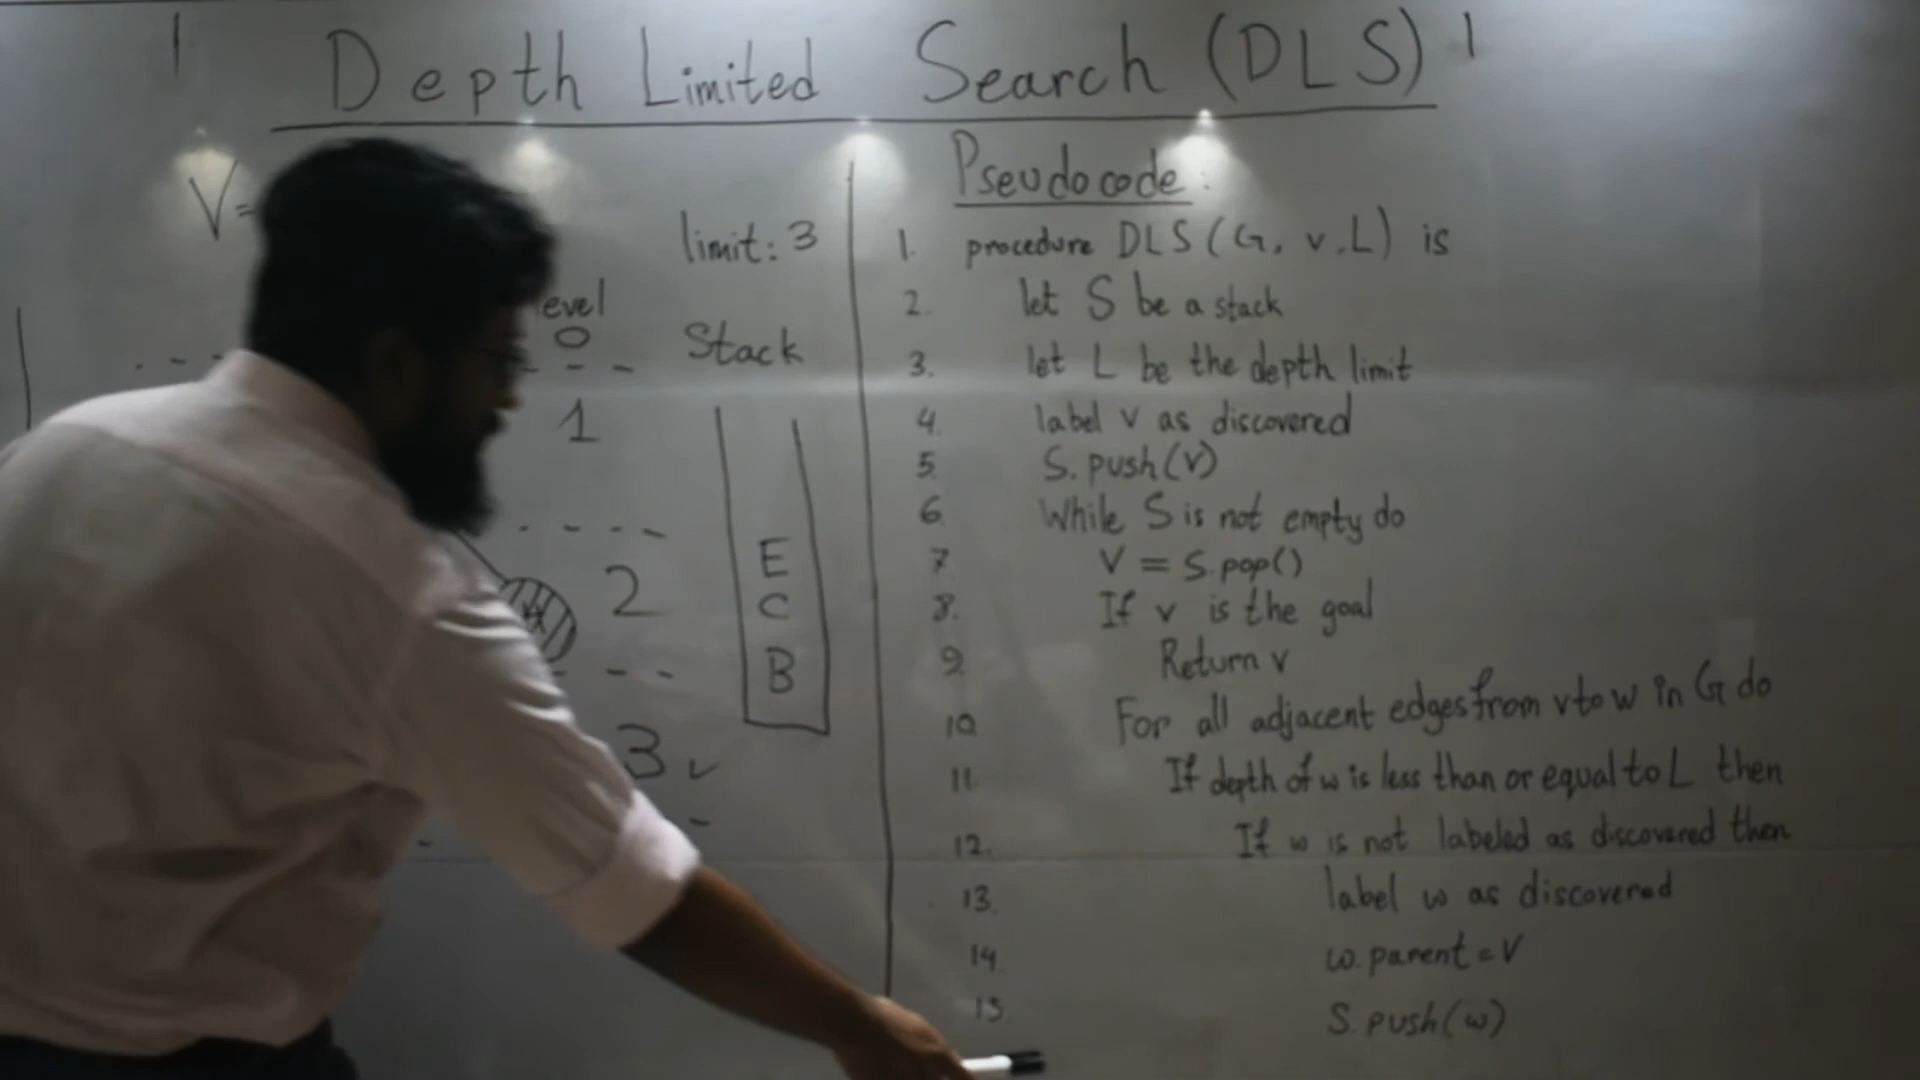 Depth Limited Search (DLS)
V=
limit: 3
evel
0
Stack
1
2
3
E
C
B
Pseudocode:
1. procedure DLS(G, v, L) is
2. let S be a stack
3. let L be the depth limit
4. label v as discovered
5. S.push(v)
6. While S is not empty do
7. V = S.pop()
8. If v is the goal
9. Return v
10 For all adjacent edges from v to w in G do
11. If depth of w is less than or equal to L then
12. If w is not labeled as discovered then
13. label w as discovered
14. w.parent = V
15 S.push(w)